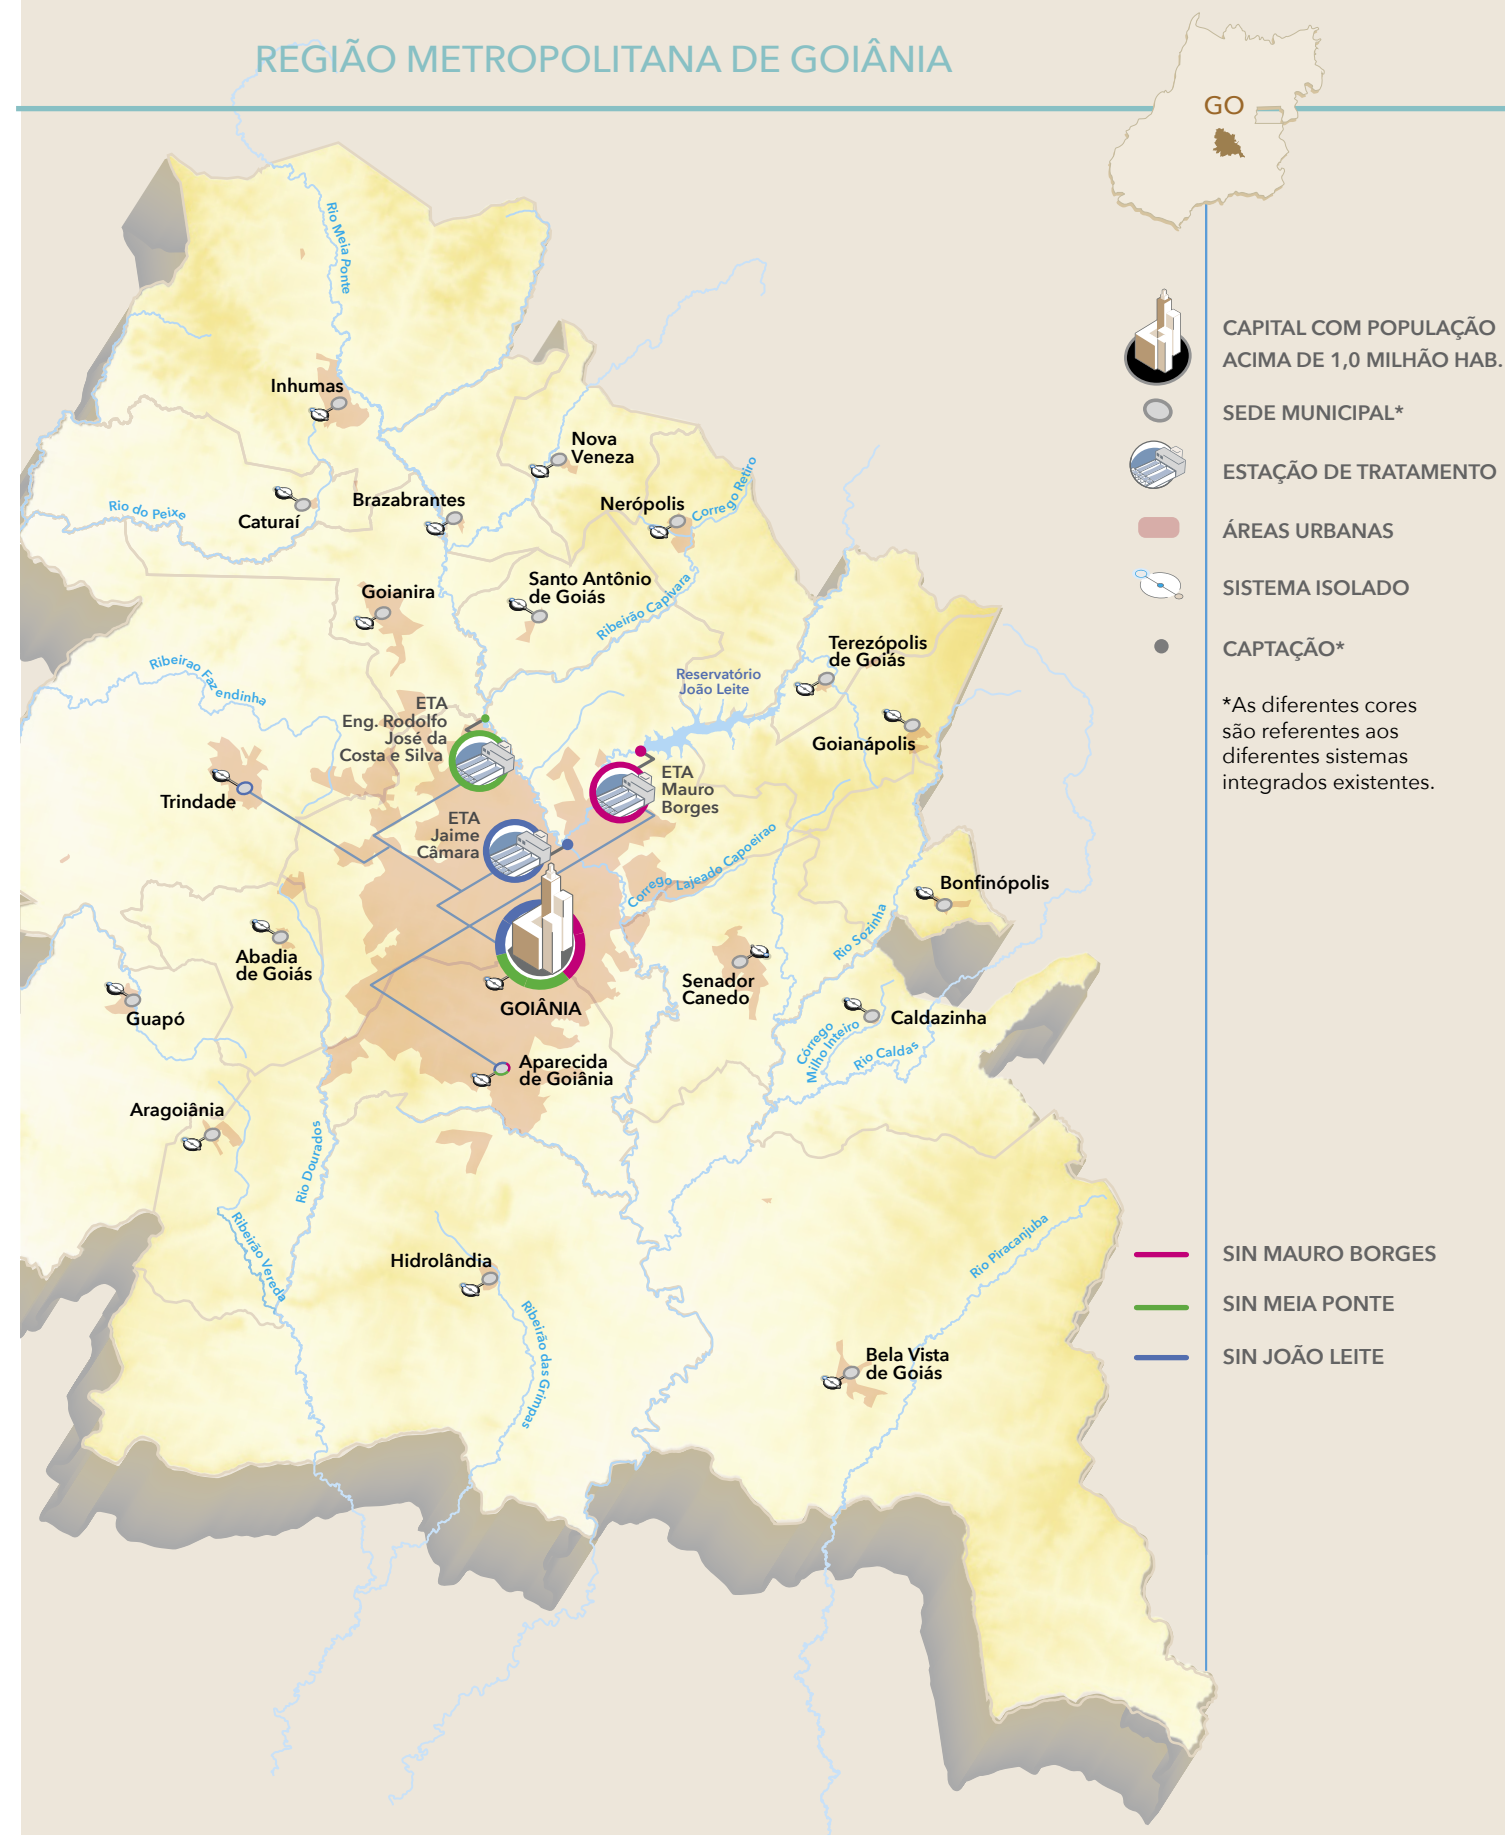 REGIÃO METROPOLITANA DE GOIÂNIA
GO
CAPITAL COM POPULAÇÃO
ACIMA DE 1,0 MILHÃO HAB.
SEDE MUNICIPAL*
ESTAÇÃO DE TRATAMENTO
ÁREAS URBANAS
SISTEMA ISOLADO
CAPTAÇÃO*
*As diferentes cores
são referentes aos
diferentes sistemas
integrados existentes.
SIN MAURO BORGES
SIN MEIA PONTE
SIN JOÃO LEITE
Rio Meia Ponte
Inhumas
Nova
Veneza
Rio do Peixe
Caturaí
Brazabrantes
Nerópolis
Corrego Retiro
Goianira
Santo Antônio
de Goiás
Ribeirão Capivara
Terezópolis
de Goiás
Ribeirao Fazendinha
Reservatório
João Leite
ETA
Eng. Rodolfo
José da
Costa e Silva
Goianápolis
Trindade
ETA
Mauro
Borges
ETA
Jaime
Câmara
Corrego Lajeado Capoeirao
Bonfinópolis
Rio Sozinha
Abadia
de Goiás
Senador
Canedo
GOIÂNIA
Guapó
Caldazinha
Córrego
Milho Inteiro
Rio Caldas
Aparecida
de Goiânia
Aragoiânia
Rio Dourados
Ribeirão Vereda
Hidrolândia
Ribeirão das Grimpas
Rio Piracanjuba
Bela Vista
de Goiás